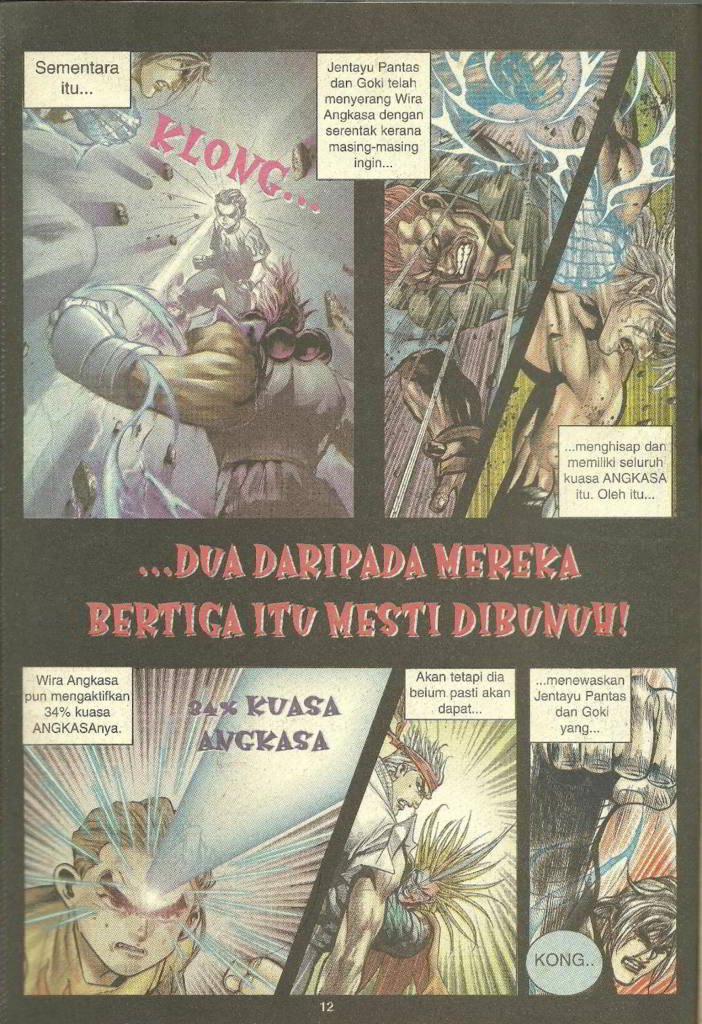 Sementara
itu...
KLONG...
Jentayu Pantas
dan Goki telah
menyerang Wira
Angkasa dengan
serentak kerana
masing-masing
ingin...
...menghisap dan
memiliki seluruh
kuasa ANGKASA
itu. Oleh itu...
...DUA DARIPADA MEREKA
BERTIGA ITU MESTI DIBUNUH!
Wira Angkasa
pun mengaktifkan
34% kuasa
ANGKASAnya.
34% KUASA
ANGKASA
Akan tetapi dia
belum pasti akan
dapat...
...menewaskan
Jentayu Pantas
dan Goki
yang...
KONG..
12